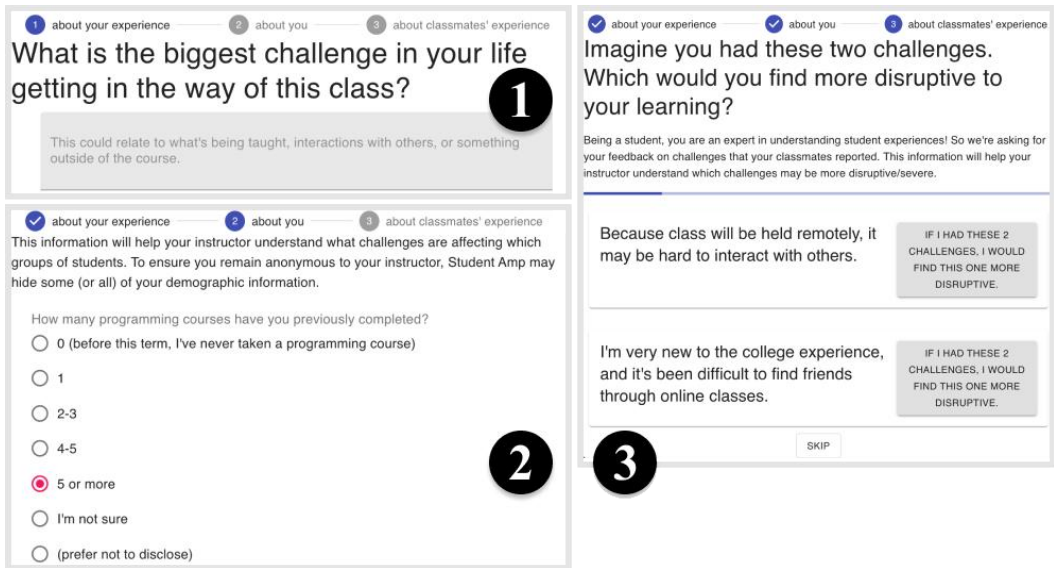 1 about your experience 2 about you 3 about classmates' experience
What is the biggest challenge in your life
getting in the way of this class?
This could relate to what's being taught, interactions with others, or something
outside of the course.
1
about your experience 2 about you 3 about classmates' experience
This information will help your instructor understand what challenges are affecting which
groups of students. To ensure you remain anonymous to your instructor, Student Amp may
hide some (or all) of your demographic information.
How many programming courses have you previously completed?
0 (before this term, I've never taken a programming course)
1
2-3
4-5
5 or more
I'm not sure
(prefer not to disclose)
2
about your experience about you 3 about classmates' experience
Imagine you had these two challenges.
Which would you find more disruptive to
your learning?
Being a student, you are an expert in understanding student experiences! So we're asking for
your feedback on challenges that your classmates reported. This information will help your
instructor understand which challenges may be more disruptive/severe.
Because class will be held remotely, it
may be hard to interact with others.
IF I HAD THESE 2
CHALLENGES, I WOULD
FIND THIS ONE MORE
DISRUPTIVE.
I'm very new to the college experience,
and it's been difficult to find friends
through online classes.
IF I HAD THESE 2
CHALLENGES, I WOULD
FIND THIS ONE MORE
DISRUPTIVE.
SKIP
3